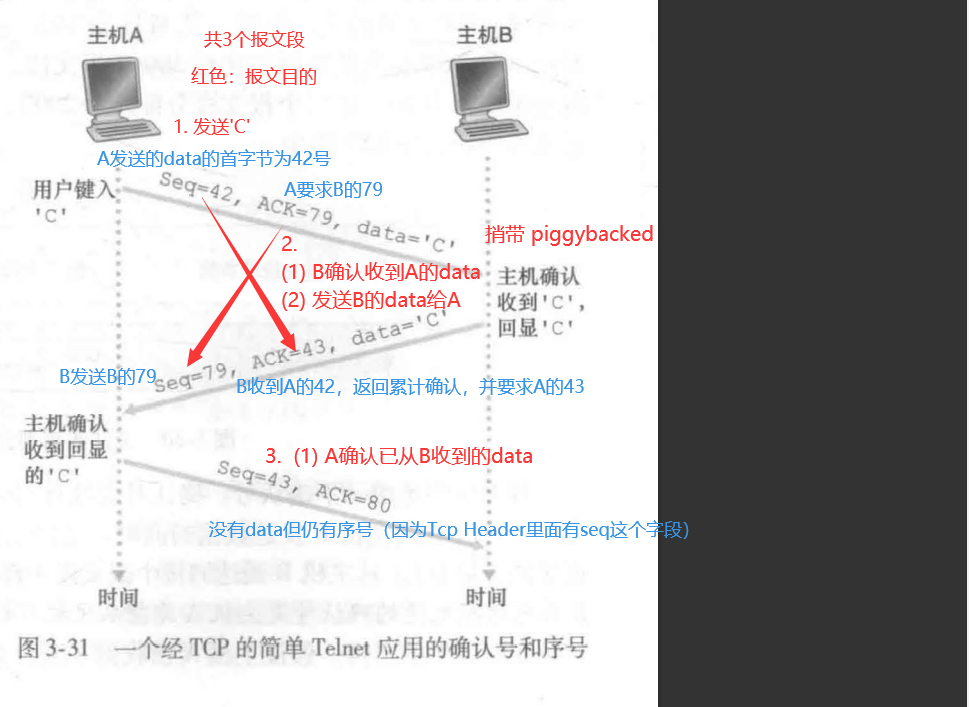 主机A
主机B
共3个报文段
红色：报文目的
1. 发送'C'
A发送的data的首字节为42号
用户键入
'C'
Seq=42, ACK=79, data='C'
A要求B的79
捎带 piggybacked
2.
(1) B确认收到A的data
(2) 发送B的data给A
主机确认
收到'C',
回显'C'
Seq=79, ACK=43, data='C'
B发送B的79
B收到A的42，返回累计确认，并要求A的43
主机确认
收到回显
的'C'
3. (1) A确认已从B收到的data
Seq=43, ACK=80
没有data但仍有序号（因为Tcp Header里面有seq这个字段）
时间
时间
图 3-31 一个经 TCP 的简单 Telnet 应用的确认号和序号